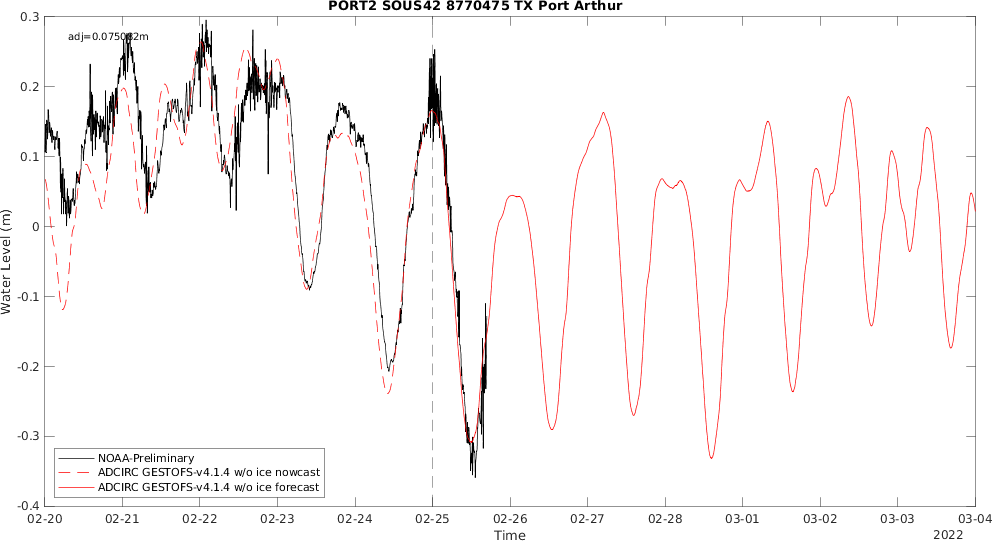 PORT2 SOUS42 8770475 TX Port Arthur
adj=0.075082m
0.3
0.2
0.1
0
-0.1
-0.2
-0.3
-0.4
Water Level (m)
NOAA-Preliminary
ADCIRC GESTOFS-v4.1.4 w/o ice nowcast
ADCIRC GESTOFS-v4.1.4 w/o ice forecast
02-20 02-21 02-22 02-23 02-24 02-25 02-26 02-27 02-28 03-01 03-02 03-03 03-04
Time
2022